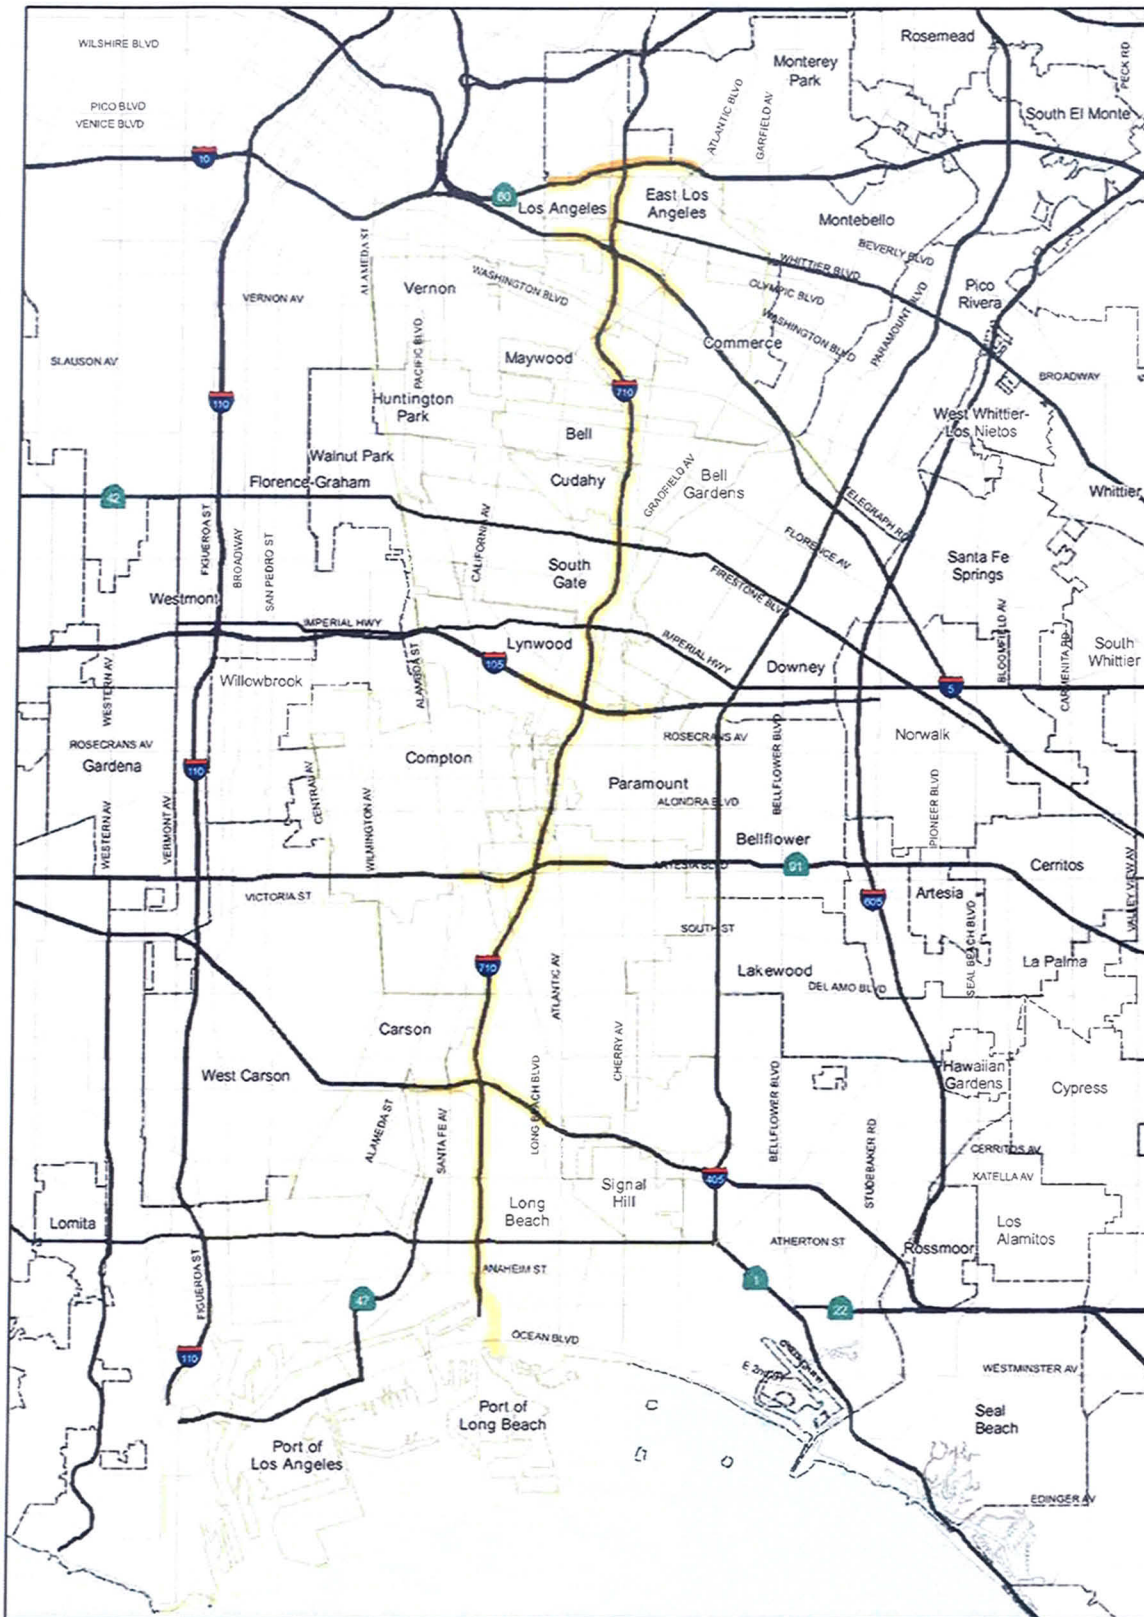 WILSHIRE BLVD
Rosemead
Monterey
Park
PECK RD
PICO BLVD
VENICE BLVD
ATLANTIC BLVD
GARFIELD AV
South El Monte
10
60
Los Angeles
East Los
Angeles
Montebello
ALAMEDA ST
BEVERLY BLVD
WHITTIER BLVD
WASHINGTON BLVD
Vernon
VERNON AV
OLYMPIC BLVD
Pico
Rivera
PARAMOUNT BLVD
WASHINGTON BLVD
SLAUSON AV
PACIFIC BLVD
Maywood
Commerce
BROADWAY
710
110
Huntington
Park
West Whittier-
Los Nietos
Bell
Walnut Park
Florence-Graham
Cudahy
GRADFIELD AV
Bell
Gardens
Whittier
42
TELEGRAPH RD
FIGUEROA ST
BROADWAY
SAN PEDRO ST
CALIFORNIA AV
FLORENCE AV
South
Gate
FIRESTONE BLVD
Santa Fe
Springs
Westmont
IMPERIAL HWY
Lynwood
IMPERIAL HWY
BLOOMFIELD AV
CARMENITA RD
South
Whittier
105
Downey
WESTERN AV
Willowbrook
ALAMEDA ST
5
ROSECRANS AV
Gardena
ROSECRANS AV
Norwalk
Compton
110
Paramount
BELLFLOWER BLVD
ALONDRA BLVD
CENTRAL AV
WESTERN AV
VERMONT AV
WILMINGTON AV
PIONEER BLVD
Bellflower
ARTESIA BLVD
91
Cerritos
VICTORIA ST
605
Artesia
VALLEY VIEW AV
SOUTH ST
SEAL BEACH BLVD
710
ATLANTIC AV
Lakewood
DEL AMO BLVD
La Palma
Carson
CHERRY AV
West Carson
LONG BEACH BLVD
Hawaiian
Gardens
Cypress
ALAMEDA ST
SANTA FE AV
BELLFLOWER BLVD
STUDEBAKER RD
CERRITOS AV
KATELLA AV
405
Signal
Hill
Long
Beach
Lomita
Los
Alamitos
ATHERTON ST
Rossmoor
FIGUEROA ST
ANAHEIM ST
1
47
22
OCEAN BLVD
110
E 2ND ST
WESTMINSTER AV
Port of
Long Beach
Seal
Beach
Port of
Los Angeles
EDINGER AV